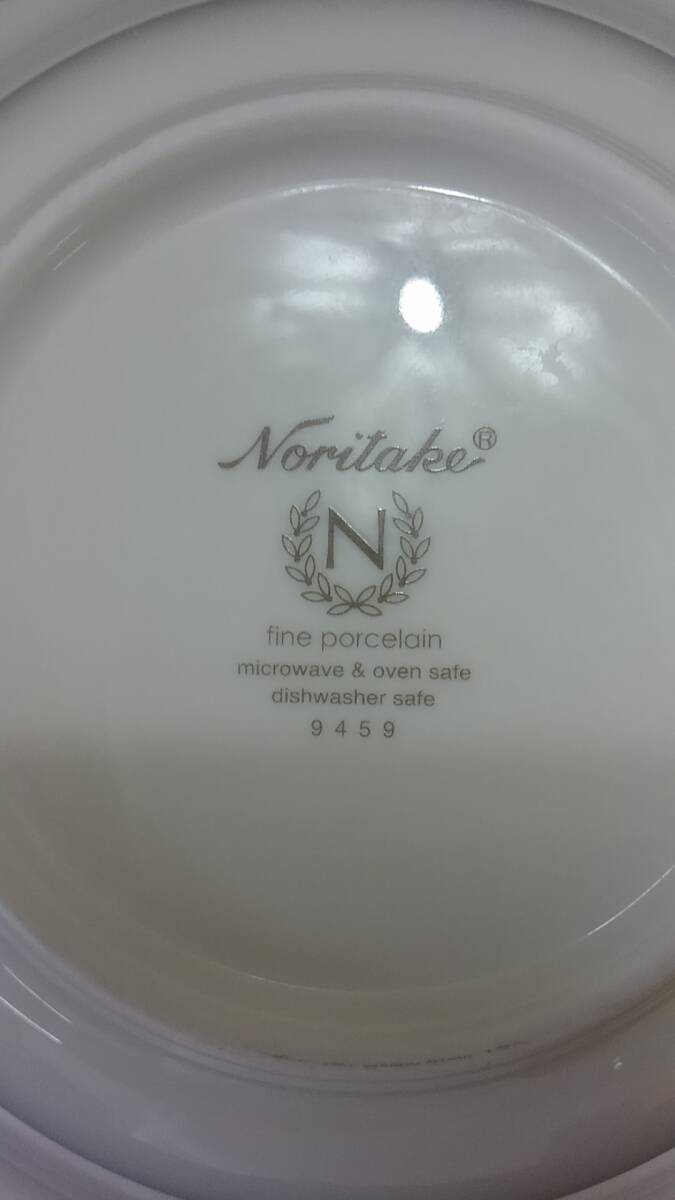 Noritake®
N
fine porcelain
microwave & oven safe
dishwasher safe
9459